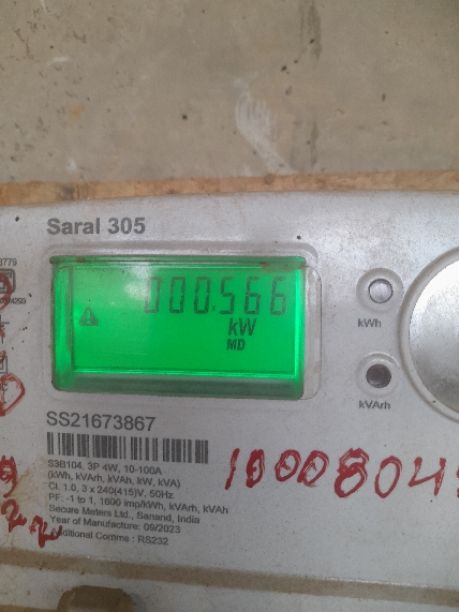 Saral 305
000.566
kW
MD
kWh
kVArh
SS21673867
S3B104, 3P 4W, 10-100A
(kWh, kVArh, kVAh, kW, kVA)
Cl. 1.0, 3 x 240(415)V, 50Hz
PF: -1 to 1, 1600 imp/kWh, kVArh, kVAh
Secure Meters Ltd., Sanand, India
Year of Manufacture: 09/2023
Additional Comms : RS232
1000804